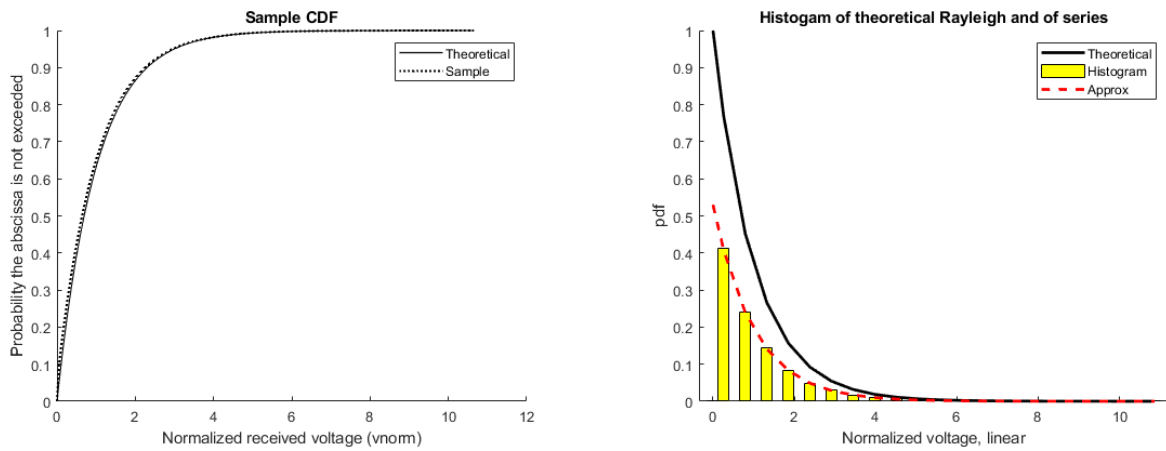 Sample CDF
Theoretical
Sample
Probability the abscissa is not exceeded
1
0.9
0.8
0.7
0.6
0.5
0.4
0.3
0.2
0.1
0
0 2 4 6 8 10 12
Normalized received voltage (vnorm)
Histogam of theoretical Rayleigh and of series
Theoretical
Histogram
Approx
pdf
1
0.9
0.8
0.7
0.6
0.5
0.4
0.3
0.2
0.1
0
0 2 4 6 8 10
Normalized voltage, linear